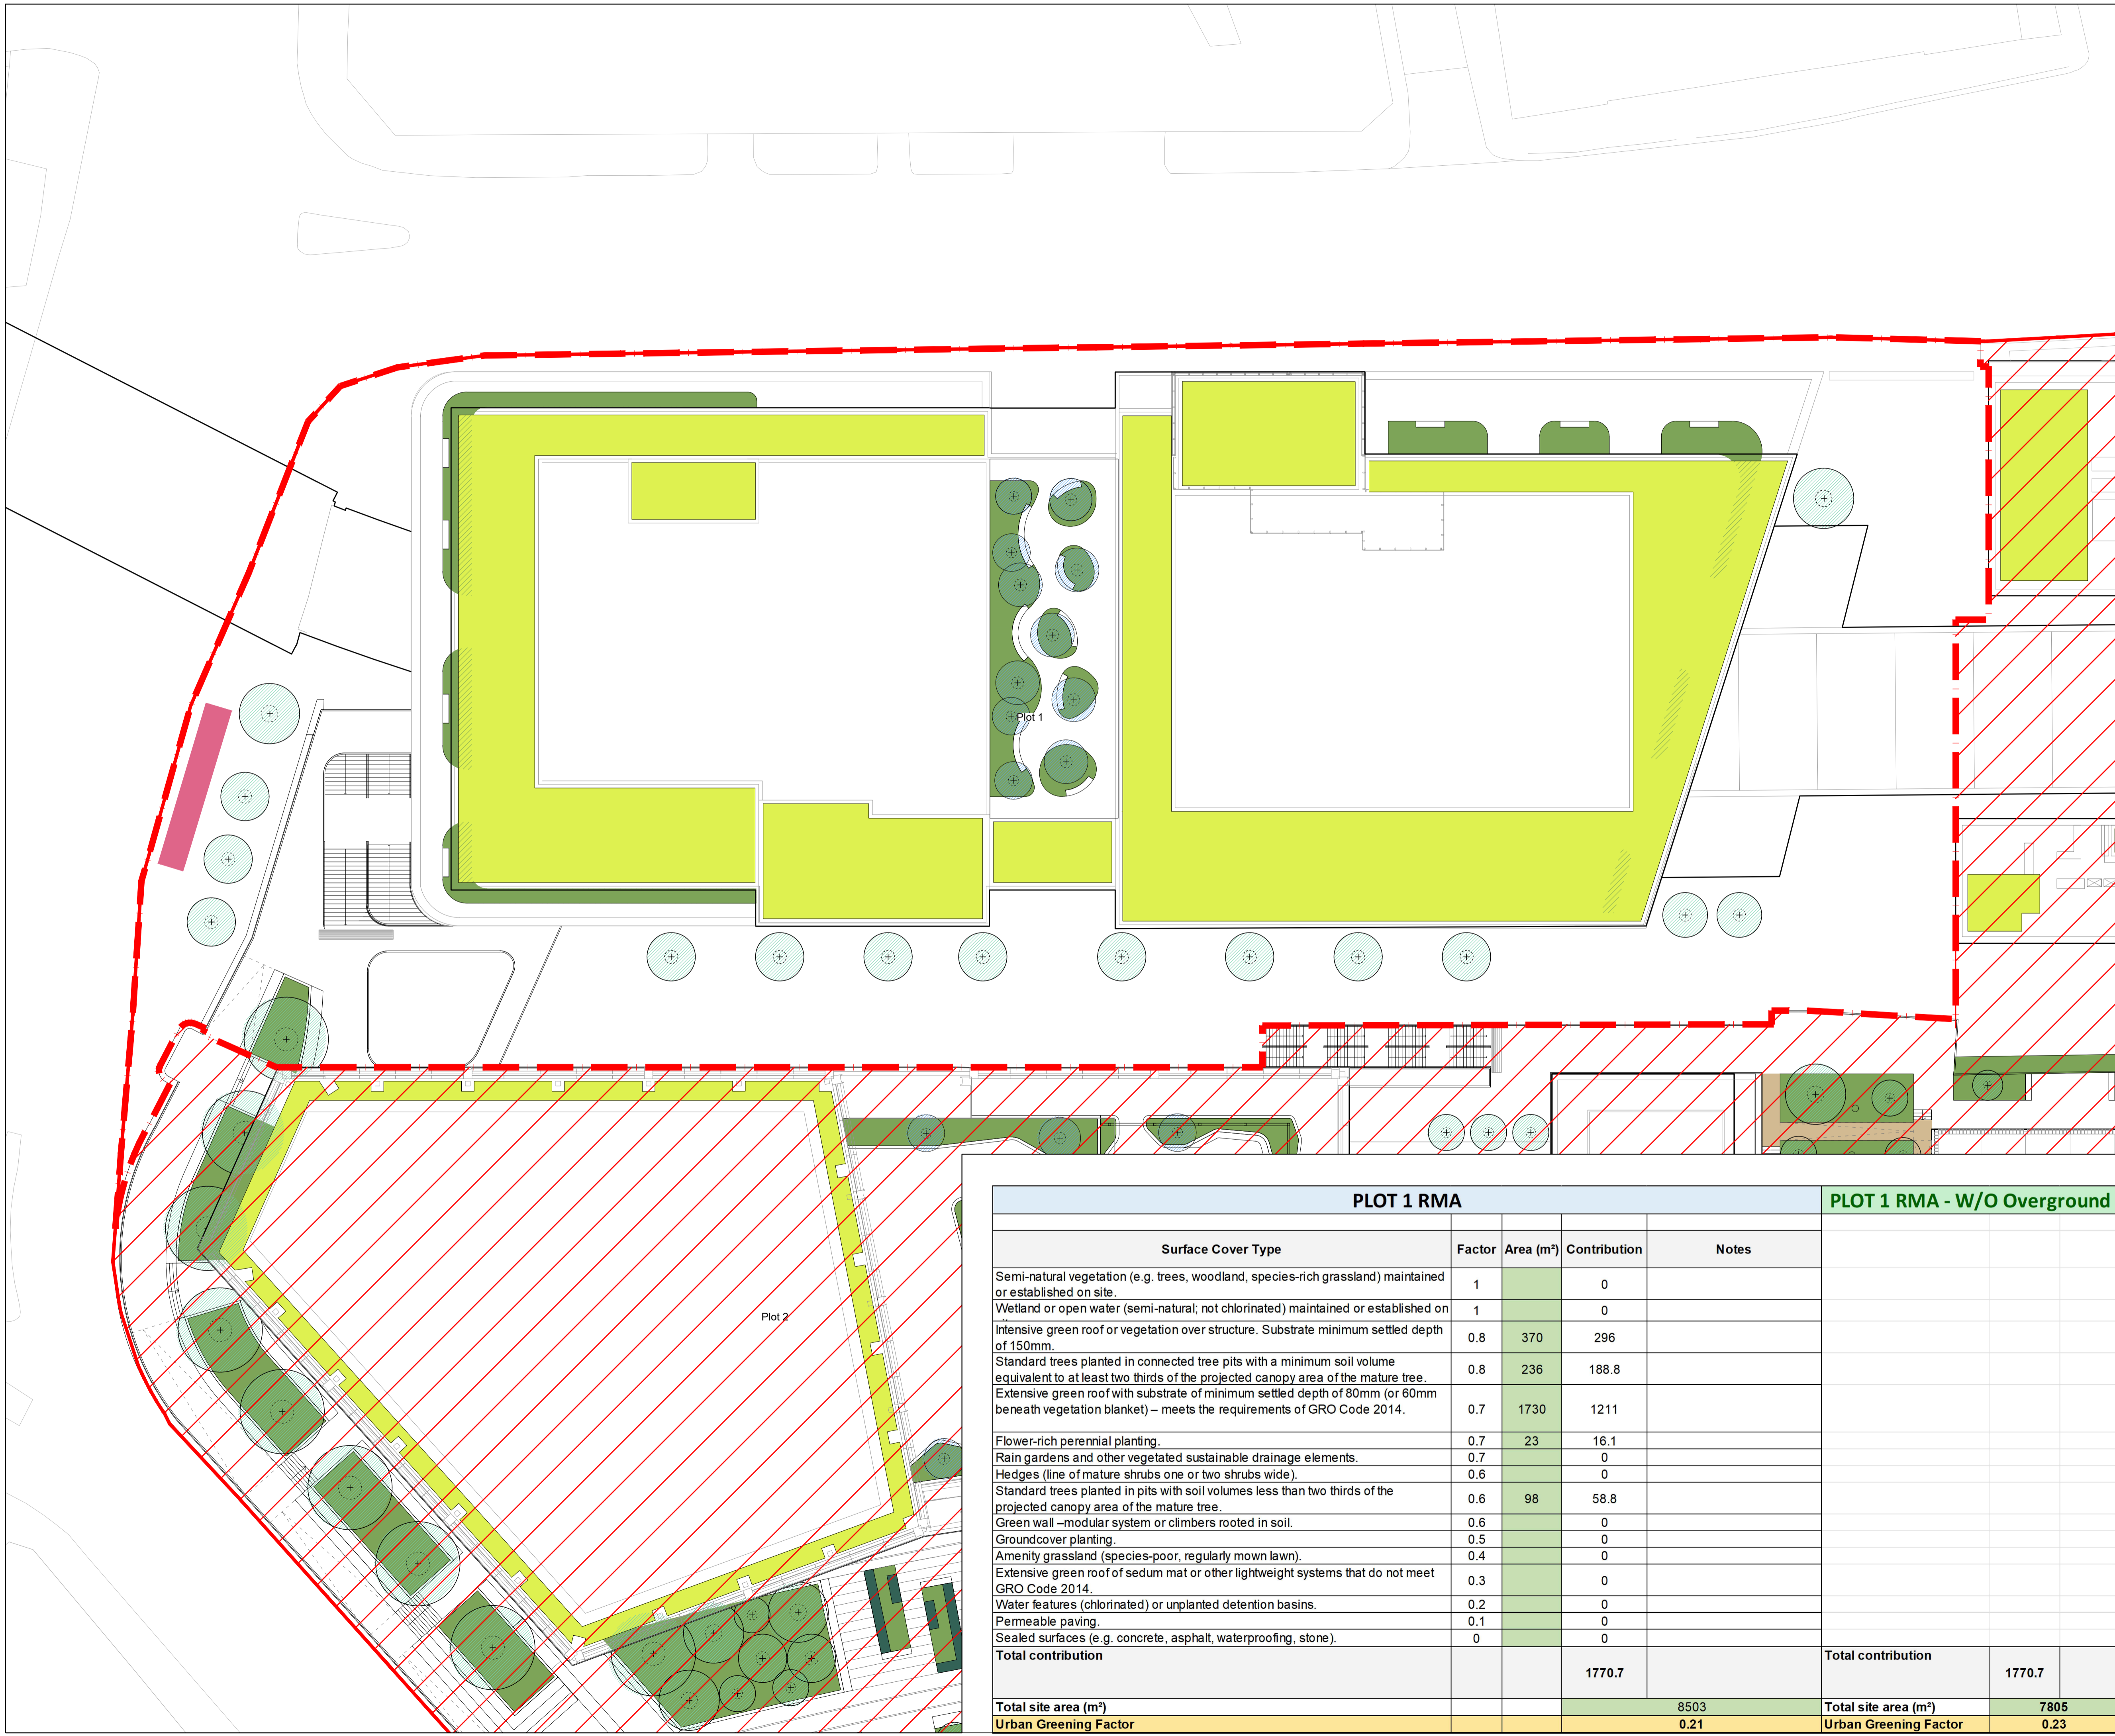 Plot 1
Plot 2
PLOT 1 RMA
PLOT 1 RMA - W/O Overground
Surface Cover Type Factor Area (m²) Contribution Notes
Semi-natural vegetation (e.g. trees, woodland, species-rich grassland) maintained
or established on site. 1 0
Wetland or open water (semi-natural; not chlorinated) maintained or established on 1 0
Intensive green roof or vegetation over structure. Substrate minimum settled depth
of 150mm. 0.8 370 296
Standard trees planted in connected tree pits with a minimum soil volume
equivalent to at least two thirds of the projected canopy area of the mature tree. 0.8 236 188.8
Extensive green roof with substrate of minimum settled depth of 80mm (or 60mm
beneath vegetation blanket) – meets the requirements of GRO Code 2014. 0.7 1730 1211
Flower-rich perennial planting. 0.7 23 16.1
Rain gardens and other vegetated sustainable drainage elements. 0.7 0
Hedges (line of mature shrubs one or two shrubs wide). 0.6 0
Standard trees planted in pits with soil volumes less than two thirds of the
projected canopy area of the mature tree. 0.6 98 58.8
Green wall –modular system or climbers rooted in soil. 0.6 0
Groundcover planting. 0.5 0
Amenity grassland (species-poor, regularly mown lawn). 0.4 0
Extensive green roof of sedum mat or other lightweight systems that do not meet
GRO Code 2014. 0.3 0
Water features (chlorinated) or unplanted detention basins. 0.2 0
Permeable paving. 0.1 0
Sealed surfaces (e.g. concrete, asphalt, waterproofing, stone). 0 0
Total contribution 1770.7 Total contribution 1770.7
Total site area (m²) 8503 Total site area (m²) 7805
Urban Greening Factor 0.21 Urban Greening Factor 0.23